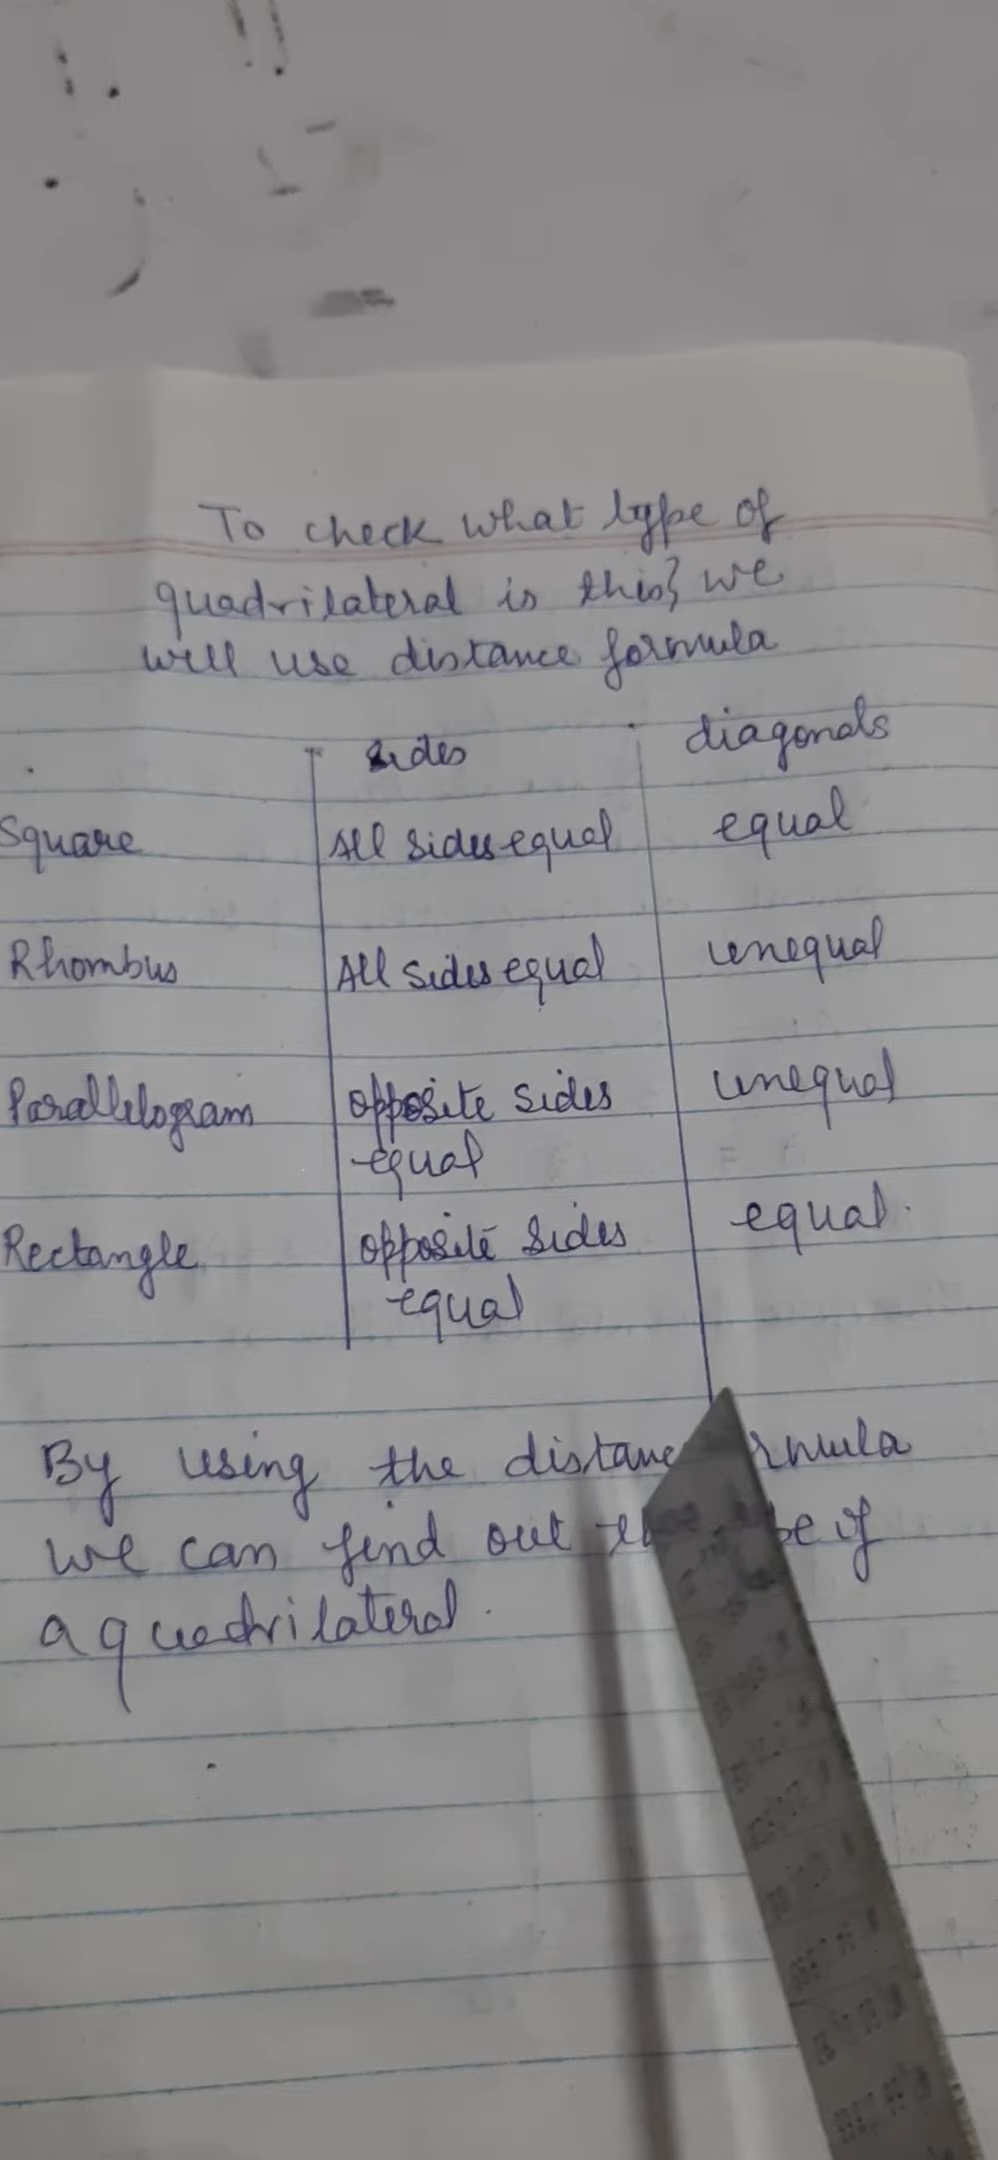 To check what type of
quadrilateral is this, we
will use distance formula
sides diagonals
Square All sides equal equal
Rhombus All sides equal unequal
Parallelogram opposite sides unequal
equal
Rectangle opposite sides equal.
equal
By using the
we can find out of
a quadrilateral.